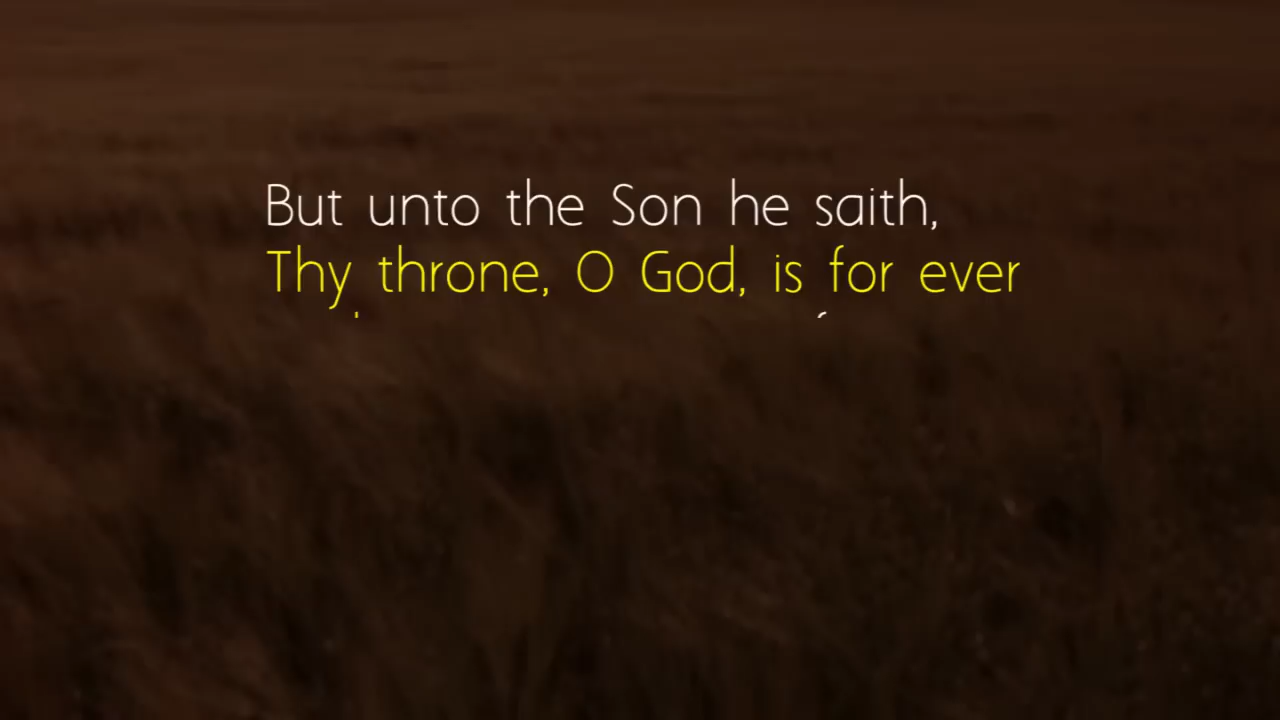 But unto the Son he saith,
Thy throne, O God, is for ever